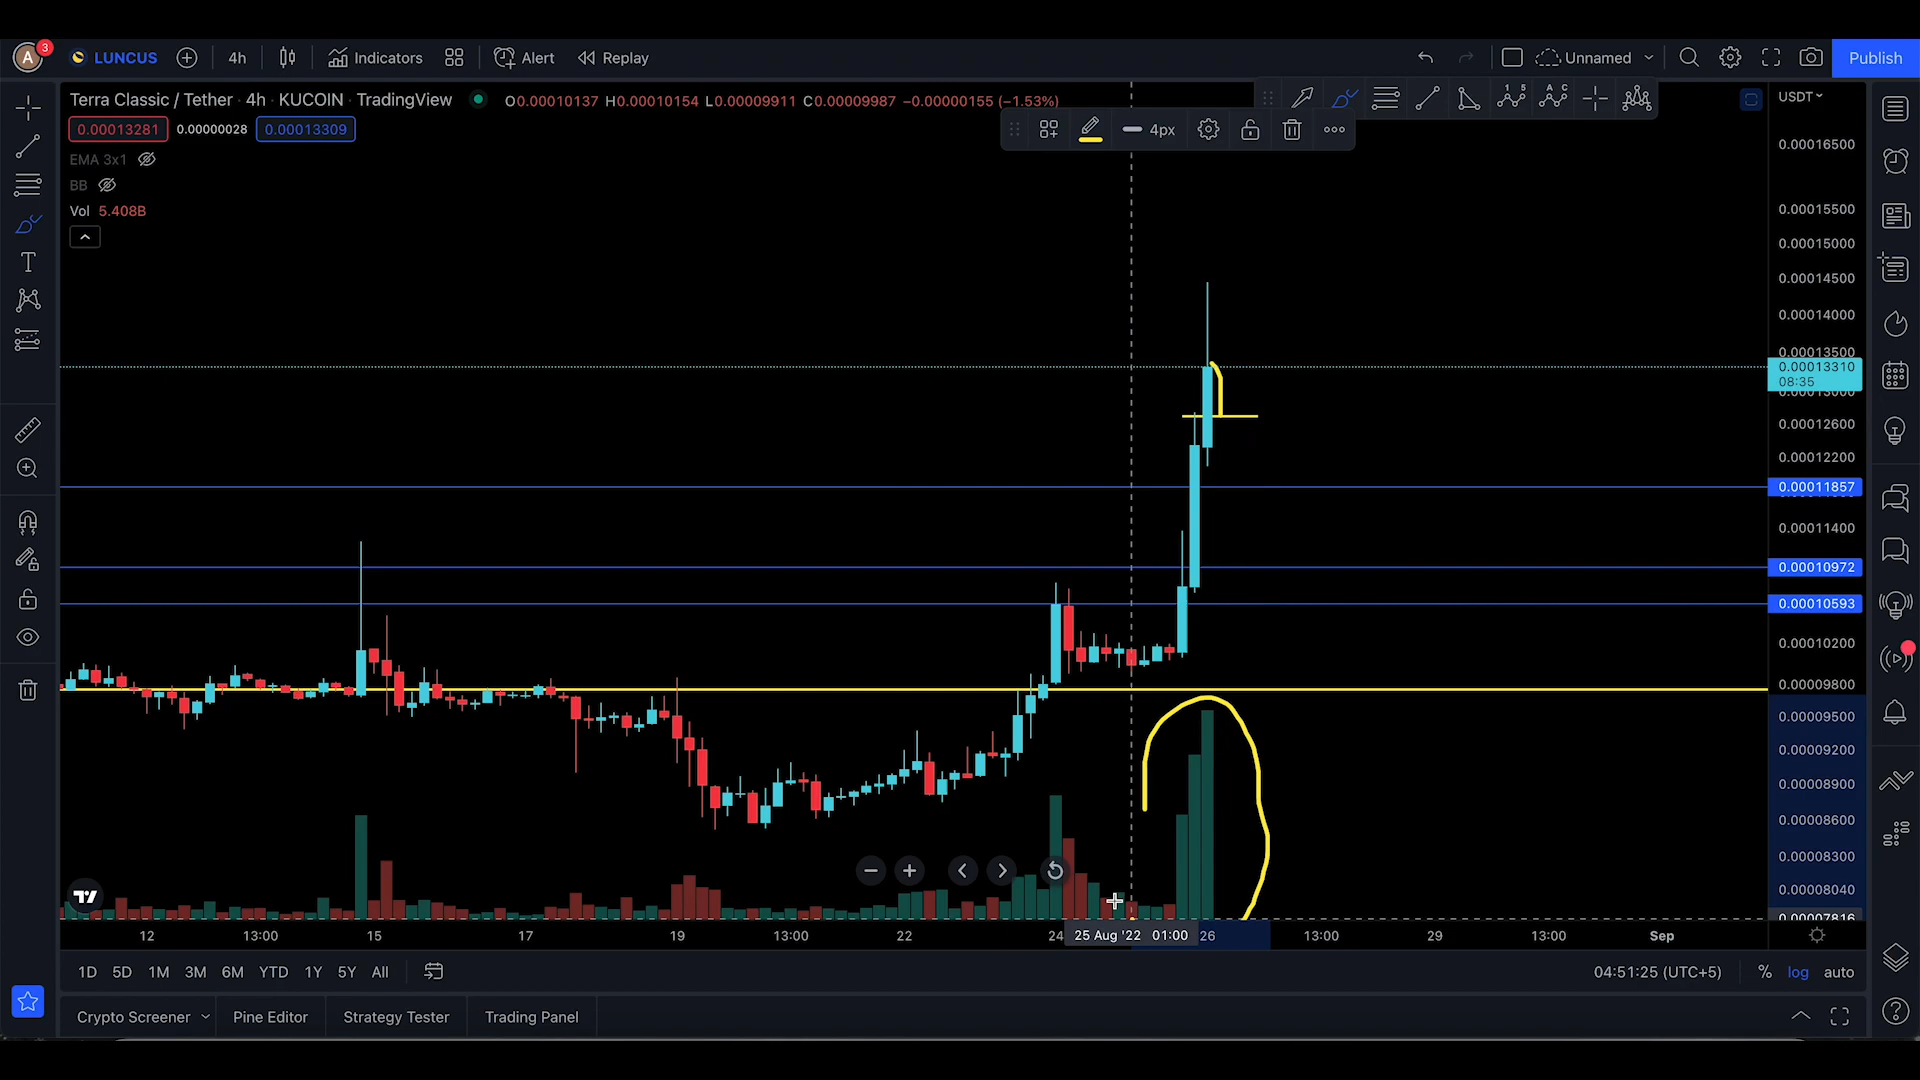 A 3 LUNCUS 4h Indicators Alert Replay Unnamed Publish
Terra Classic / Tether · 4h · KUCOIN · TradingView O0.00010137 H0.00010154 L0.00009911 C0.00009987 −0.00000155 (−1.53%)
USDT
0.00013281 0.00000028 0.00013309
4px
EMA 3x1
BB
Vol 5.408B
0.00016500
0.00015500
0.00015000
0.00014500
0.00014000
0.00013500
0.00013310
08:35
0.00013000
0.00012600
0.00012200
0.00011857
0.00011400
0.00010972
0.00010593
0.00010200
0.00009800
0.00009500
0.00009200
0.00008900
0.00008600
0.00008300
0.00008040
0.00007816
12 13:00 15 17 19 13:00 22 24 25 Aug '22 01:00 26 13:00 29 13:00 Sep
1D 5D 1M 3M 6M YTD 1Y 5Y All 04:51:25 (UTC+5) % log auto
Crypto Screener Pine Editor Strategy Tester Trading Panel